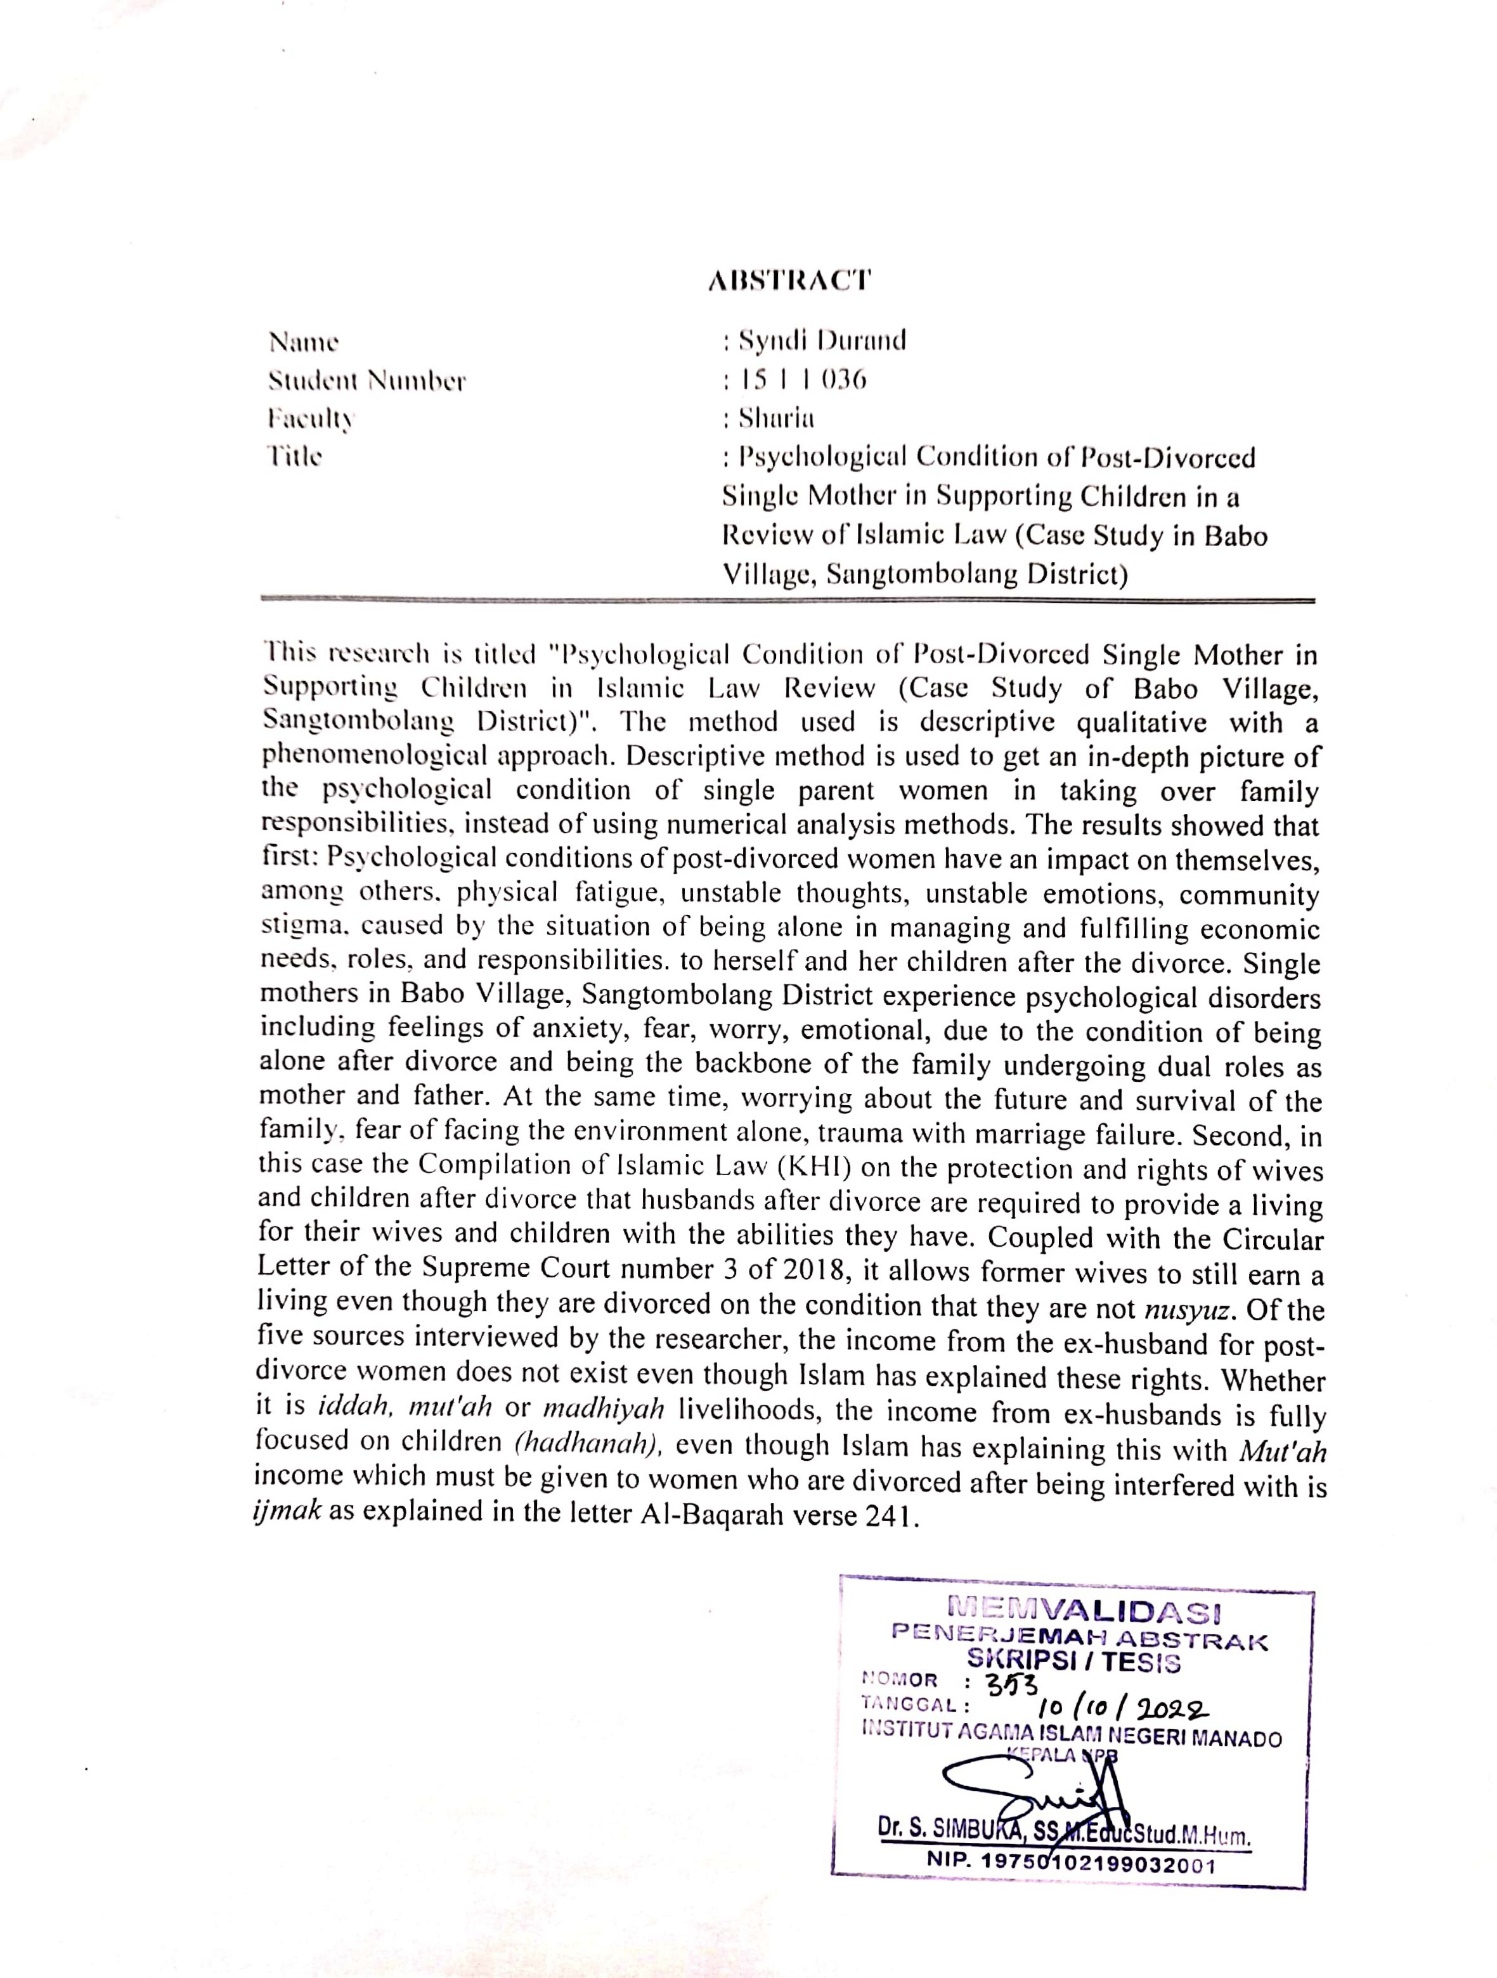 ABSTRACT
Name : Syndi Durand
Student Number : 15 1 1 036
Faculty : Sharia
Title : Psychological Condition of Post-Divorced
Single Mother in Supporting Children in a
Review of Islamic Law (Case Study in Babo
Village, Sangtombolang District)
This research is titled "Psychological Condition of Post-Divorced Single Mother in
Supporting Children in Islamic Law Review (Case Study of Babo Village,
Sangtombolang District)". The method used is descriptive qualitative with a
phenomenological approach. Descriptive method is used to get an in-depth picture of
the psychological condition of single parent women in taking over family
responsibilities, instead of using numerical analysis methods. The results showed that
first: Psychological conditions of post-divorced women have an impact on themselves,
among others. physical fatigue, unstable thoughts, unstable emotions, community
stigma. caused by the situation of being alone in managing and fulfilling economic
needs, roles, and responsibilities. to herself and her children after the divorce. Single
mothers in Babo Village, Sangtombolang District experience psychological disorders
including feelings of anxiety, fear, worry, emotional, due to the condition of being
alone after divorce and being the backbone of the family undergoing dual roles as
mother and father. At the same time, worrying about the future and survival of the
family, fear of facing the environment alone, trauma with marriage failure. Second, in
this case the Compilation of Islamic Law (KHI) on the protection and rights of wives
and children after divorce that husbands after divorce are required to provide a living
for their wives and children with the abilities they have. Coupled with the Circular
Letter of the Supreme Court number 3 of 2018, it allows former wives to still earn a
living even though they are divorced on the condition that they are not nusyuz. Of the
five sources interviewed by the researcher, the income from the ex-husband for post-
divorce women does not exist even though Islam has explained these rights. Whether
it is iddah, mut'ah or madhiyah livelihoods, the income from ex-husbands is fully
focused on children (hadhanah), even though Islam has explaining this with Mut'ah
income which must be given to women who are divorced after being interfered with is
ijmak as explained in the letter Al-Baqarah verse 241.
MEMVALIDASI
PENERJEMAH ABSTRAK
SKRIPSI / TESIS
NOMOR : 353
TANGGAL : 10/10/2022
INSTITUT AGAMA ISLAM NEGERI MANADO
KEPALA UPB
Dr. S. SIMBUKA, SS.M.EducStud.M.Hum.
NIP. 19750102199032001